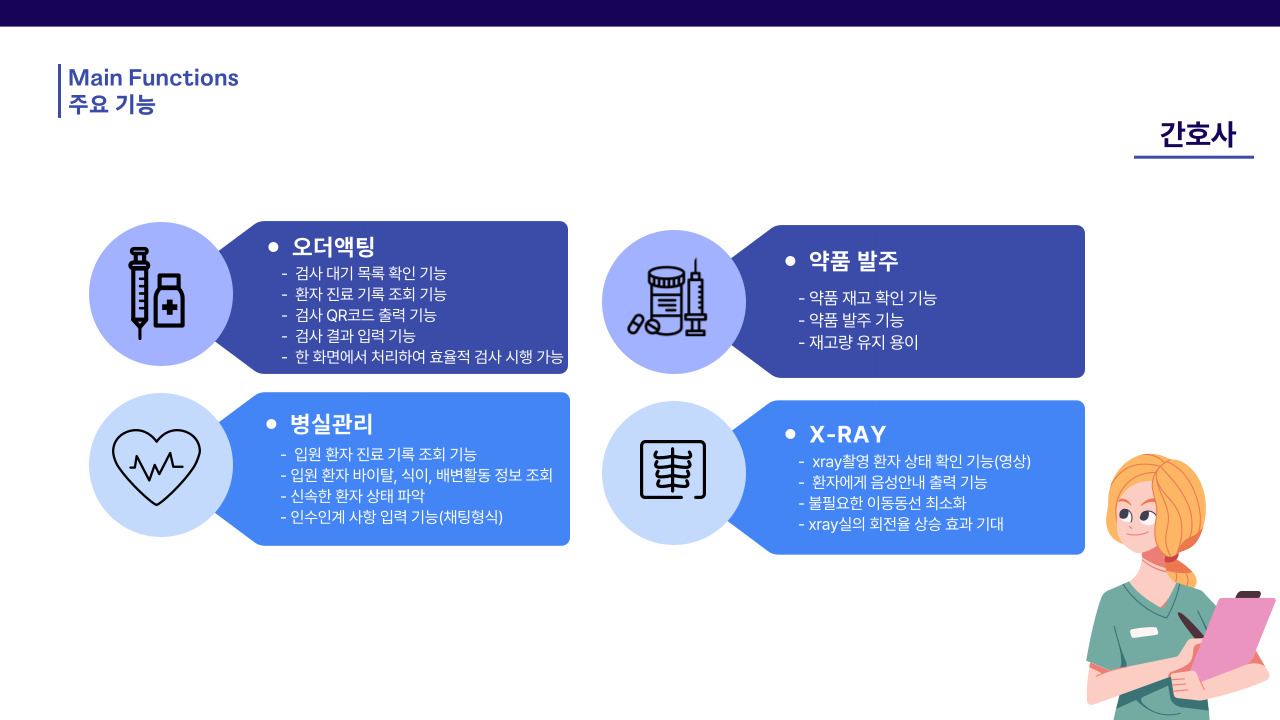 Main Functions
주요 기능
간호사
● 오더액팅
- 검사 대기 목록 확인 기능
- 환자 진료 기록 조회 기능
- 검사 QR코드 출력 기능
- 검사 결과 입력 기능
- 한 화면에서 처리하여 효율적 검사 시행 가능
● 약품 발주
- 약품 재고 확인 기능
- 약품 발주 기능
- 재고량 유지 용이
● 병실관리
- 입원 환자 진료 기록 조회 기능
- 입원 환자 바이탈, 식이, 배변활동 정보 조회
- 신속한 환자 상태 파악
- 인수인계 사항 입력 기능(채팅형식)
● X-RAY
- xray촬영 환자 상태 확인 기능(영상)
- 환자에게 음성안내 출력 기능
- 불필요한 이동동선 최소화
- xray실의 회전율 상승 효과 기대